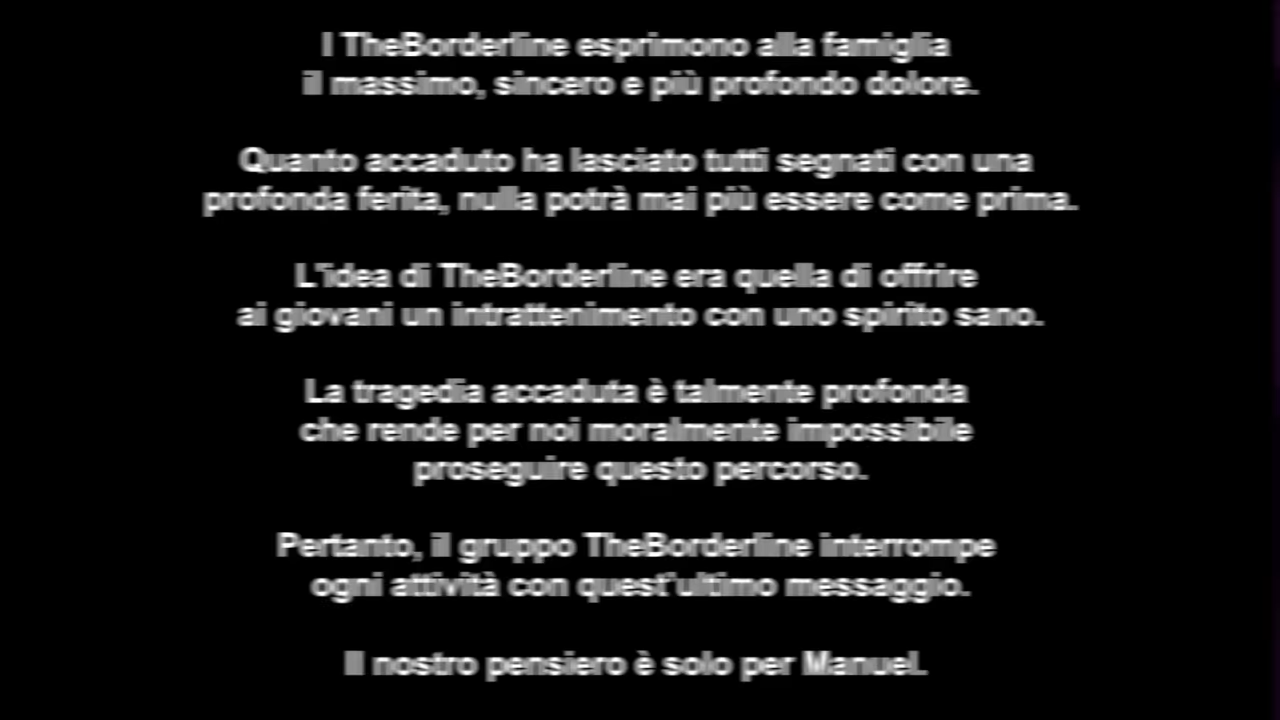 I TheBorderline esprimono alla famiglia
il massimo, sincero e più profondo dolore.
Quanto accaduto ha lasciato tutti segnati con una
profonda ferita, nulla potrà mai più essere come prima.
L'idea di TheBorderline era quella di offrire
ai giovani un intrattenimento con uno spirito sano.
La tragedia accaduta è talmente profonda
che rende per noi moralmente impossibile
proseguire questo percorso.
Pertanto, il gruppo TheBorderline interrompe
ogni attività con quest'ultimo messaggio.
Il nostro pensiero è solo per Manuel.